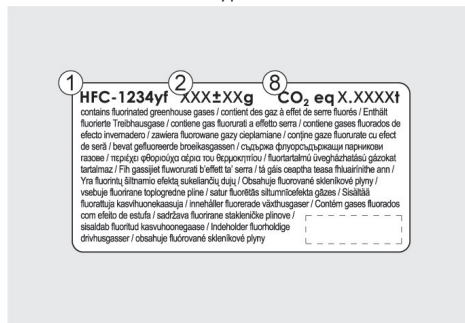 1 2 8
HFC-1234yf XXX±XXg CO₂ eq X.XXXXt
contains fluorinated greenhouse gases / contient des gaz à effet de serre fluorés / Enthält
fluorierte Treibhausgase / contiene gas fluorurati a effetto serra / contiene gases fluorados de
efecto invernadero / zawiera fluorowane gazy cieplarniane / conţine gaze fluorurate cu efect
de seră / bevat gefluoreerde broeikasgassen / съдържа флуорсъдържащи парникови
газове / περιέχει φθοριούχα αέρια του θερμοκηπίου / fluortartalmú üvegházhatású gázokat
tartalmaz / Fih gassijiet fluworurati b'effett ta' serra / tá gáis ceaptha teasa fhluairínithe ann /
Yra fluorintų šiltnamio efektą sukeliančių dujų / Obsahuje fluorované skleníkové plyny /
vsebuje fluorirane toplogredne pline / satur fluorētās siltumnīcefekta gāzes / Sisältää
fluorattuja kasvihuonekaasuja / innehåller fluorerade växthusgaser / Contém gases fluorados
com efeito de estufa / sadržava fluorirane stakleničke plinove /
sisaldab fluoritud kasvuhoonegaase / Indeholder fluorholdige
drivhusgasser / obsahuje fluórované skleníkové plyny